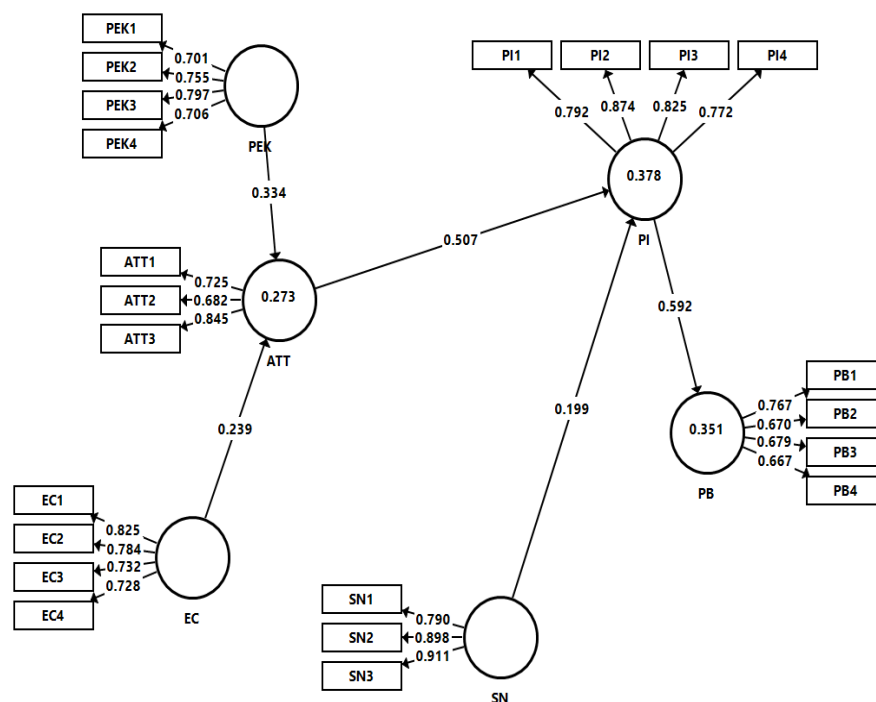 PEK1
PEK2
PEK3
PEK4
0.701
0.755
0.797
0.706
PEK
PI1
PI2
PI3
PI4
0.792
0.874
0.825
0.772
0.378
PI
0.334
0.507
ATT1
ATT2
ATT3
0.725
0.682
0.845
0.273
ATT
0.592
0.239
0.199
PB1
PB2
PB3
PB4
0.767
0.670
0.679
0.667
0.351
PB
EC1
EC2
EC3
EC4
0.825
0.784
0.732
0.728
EC
SN1
SN2
SN3
0.790
0.898
0.911
SN